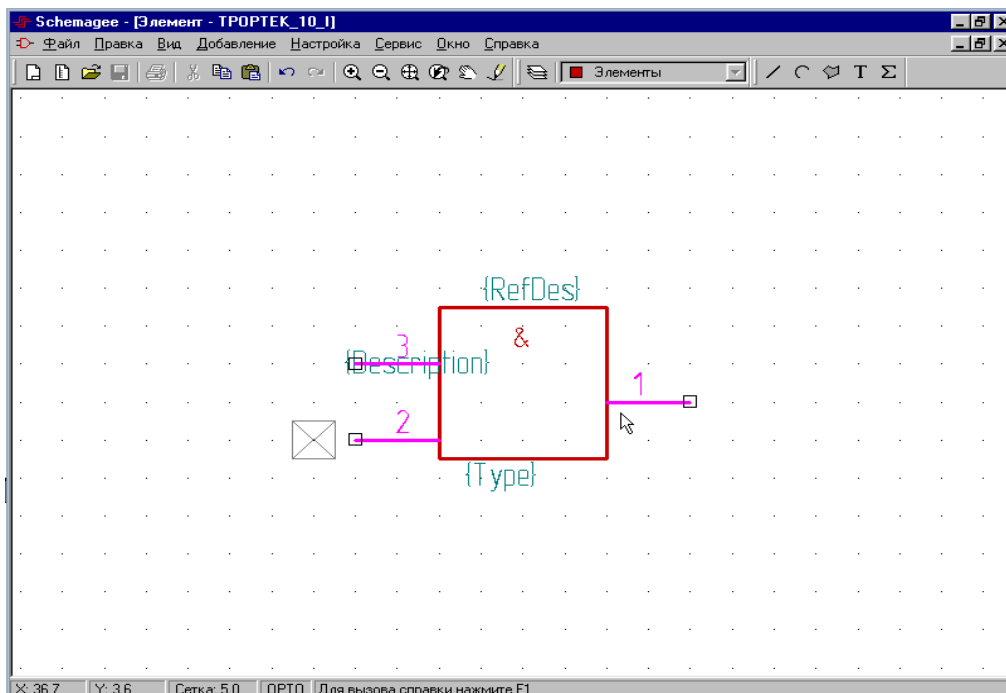 Schemagee - [Элемент - TPOPTEK_10_I]
Файл Правка Вид Добавление Настройка Сервис Окно Справка
Элементы T Σ
{RefDes}
&
3
{Description}
1
2
{Type}
X: 36.7 Y: 3.6 Сетка: 5.0 ОРТО Для вызова справки нажмите F1